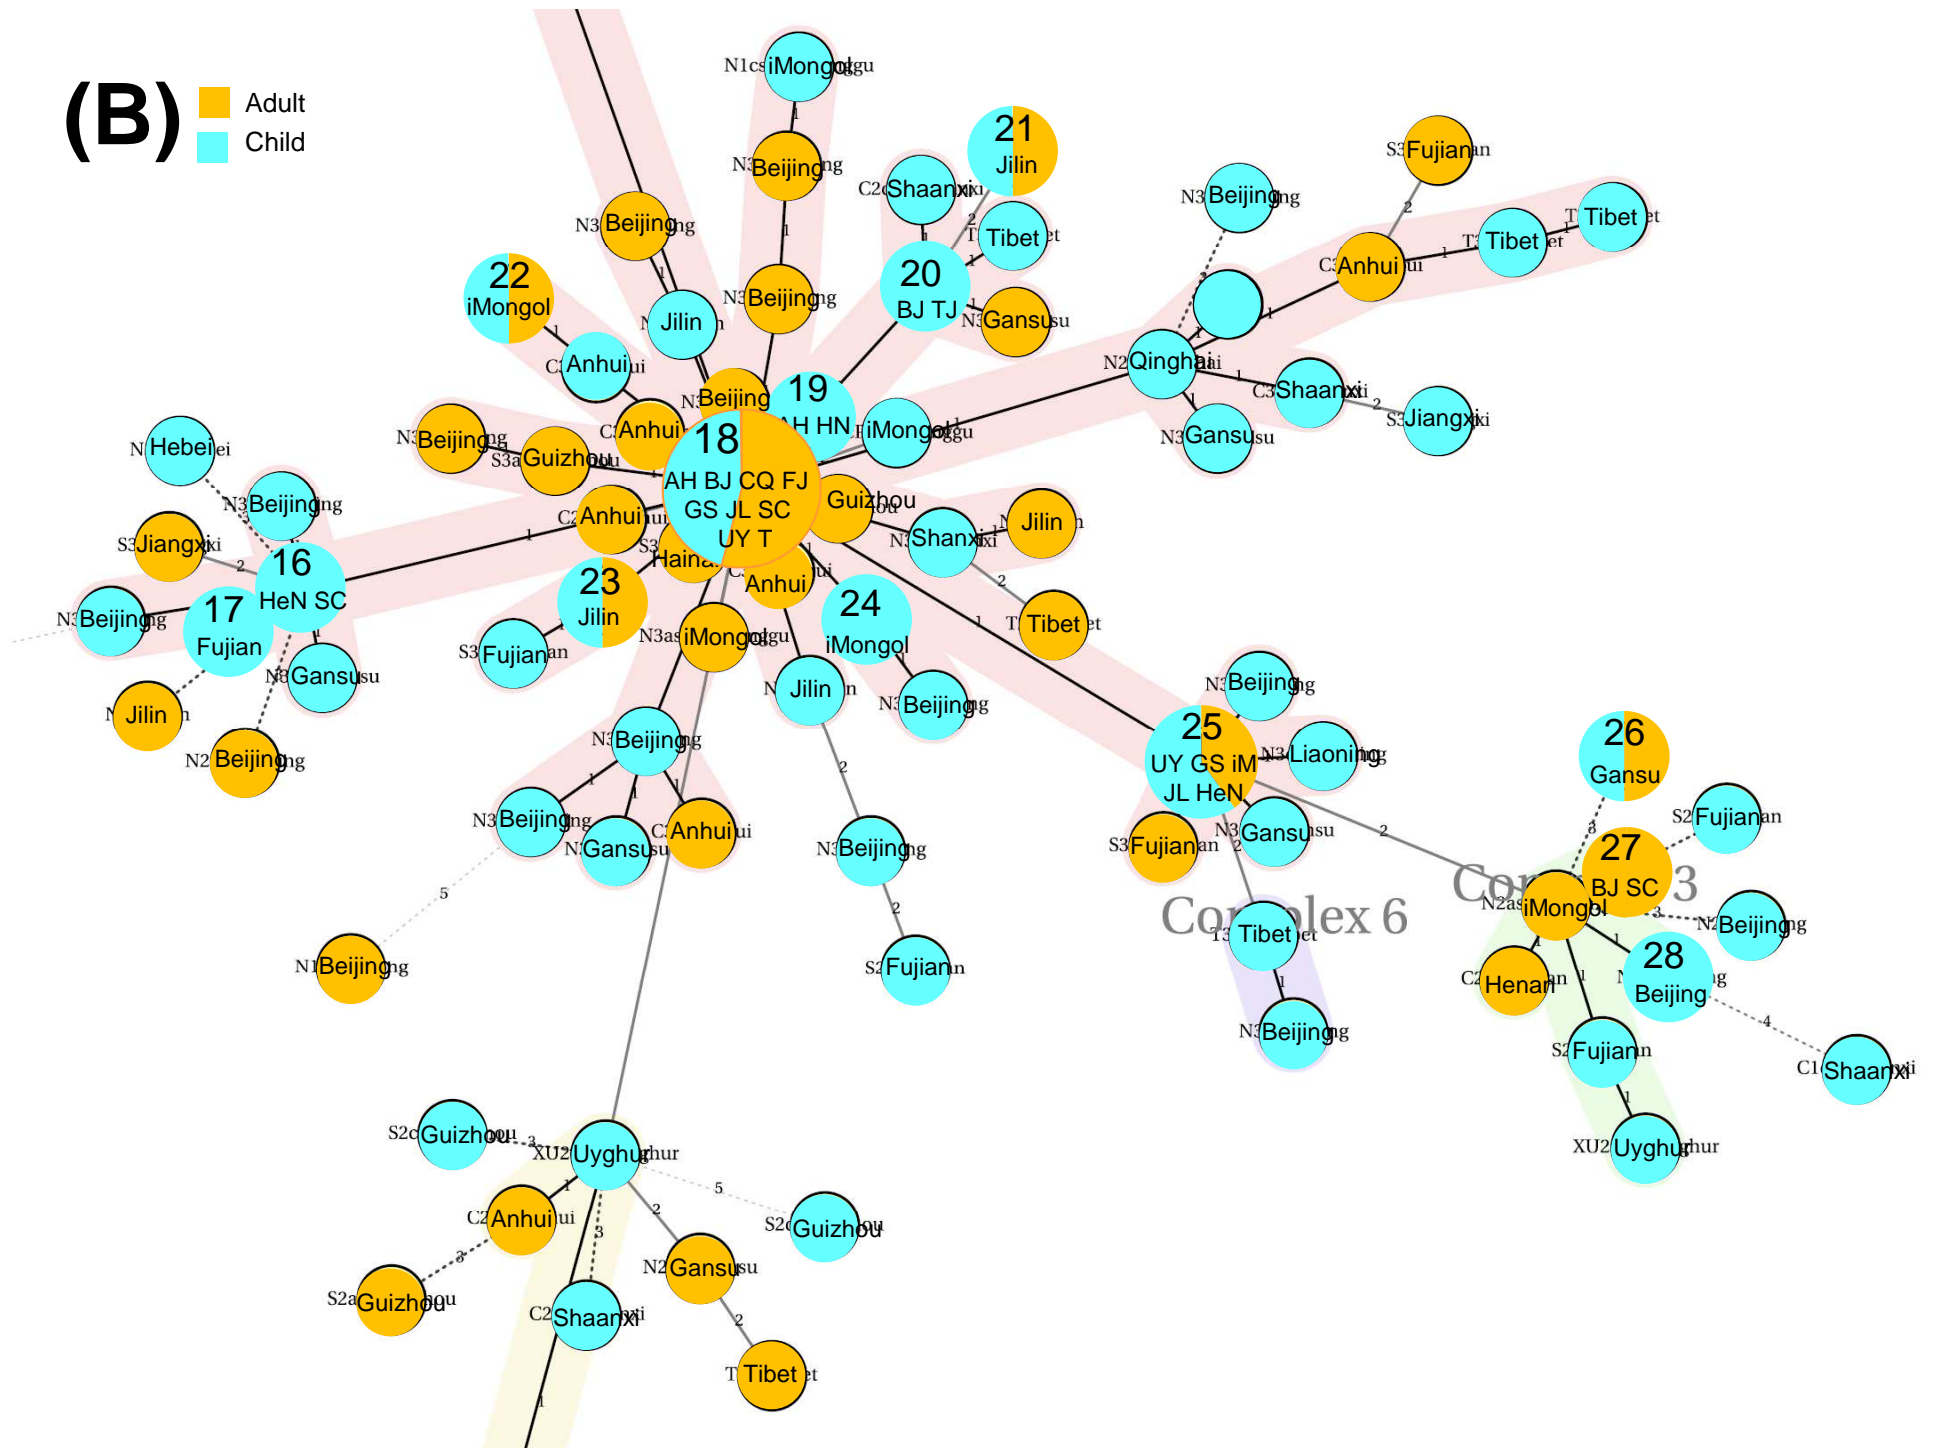 (B)
Adult
Child
iMongol
Beijing
21
Jilin
Shaanxi
Fujian
Beijing
Tibet
Beijing
Tibet
Tibet
22
iMongol
20
BJ TJ
Anhui
Beijing
Gansu
Jilin
Qinghai
Anhui
Beijing
19
AH HN
iMongol
Shaanxi
Jiangxi
Gansu
Hebei
Beijing
Guizhou
Anhui
18
AH BJ CQ FJ
GS JL SC
UY T
Guizhou
Beijing
Anhui
Shanxi
Jilin
Jiangxi
16
HeN SC
Anhui
23
Jilin
24
iMongol
Tibet
Beijing
17
Fujian
Fujian
iMongol
Gansu
Jilin
Beijing
Jilin
Beijing
Beijing
25
UY GS iM
JL HeN
Liaoning
26
Gansu
Beijing
Beijing
Gansu
Anhui
Beijing
Fujian
Gansu
Fujian
27
BJ SC
Complex 6
Tibet
iMongol
Beijing
Beijing
Fujian
Henan
28
Beijing
Beijing
Fujian
Shaanxi
Guizhou
Uyghur
Uyghur
Anhui
Guizhou
Gansu
Guizhou
Shaanxi
Tibet